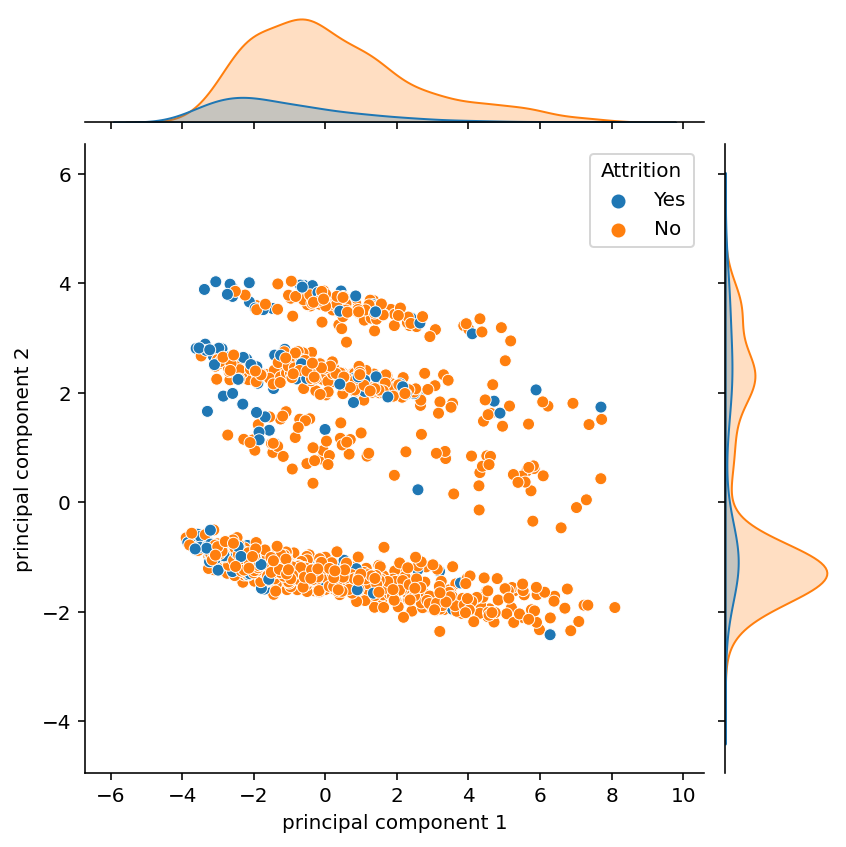 Attrition
Yes
No
6
4
2
0
−2
−4
principal component 2
−6 −4 −2 0 2 4 6 8 10
principal component 1